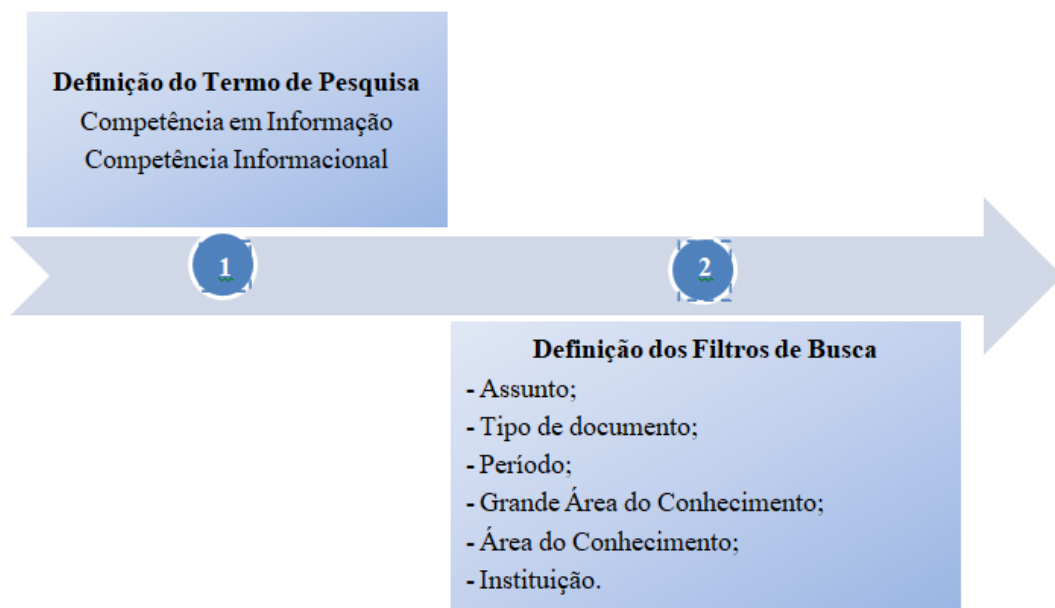 Definição do Termo de Pesquisa
Competência em Informação
Competência Informacional
1
2
Definição dos Filtros de Busca
- Assunto;
- Tipo de documento;
- Período;
- Grande Área do Conhecimento;
- Área do Conhecimento;
- Instituição.